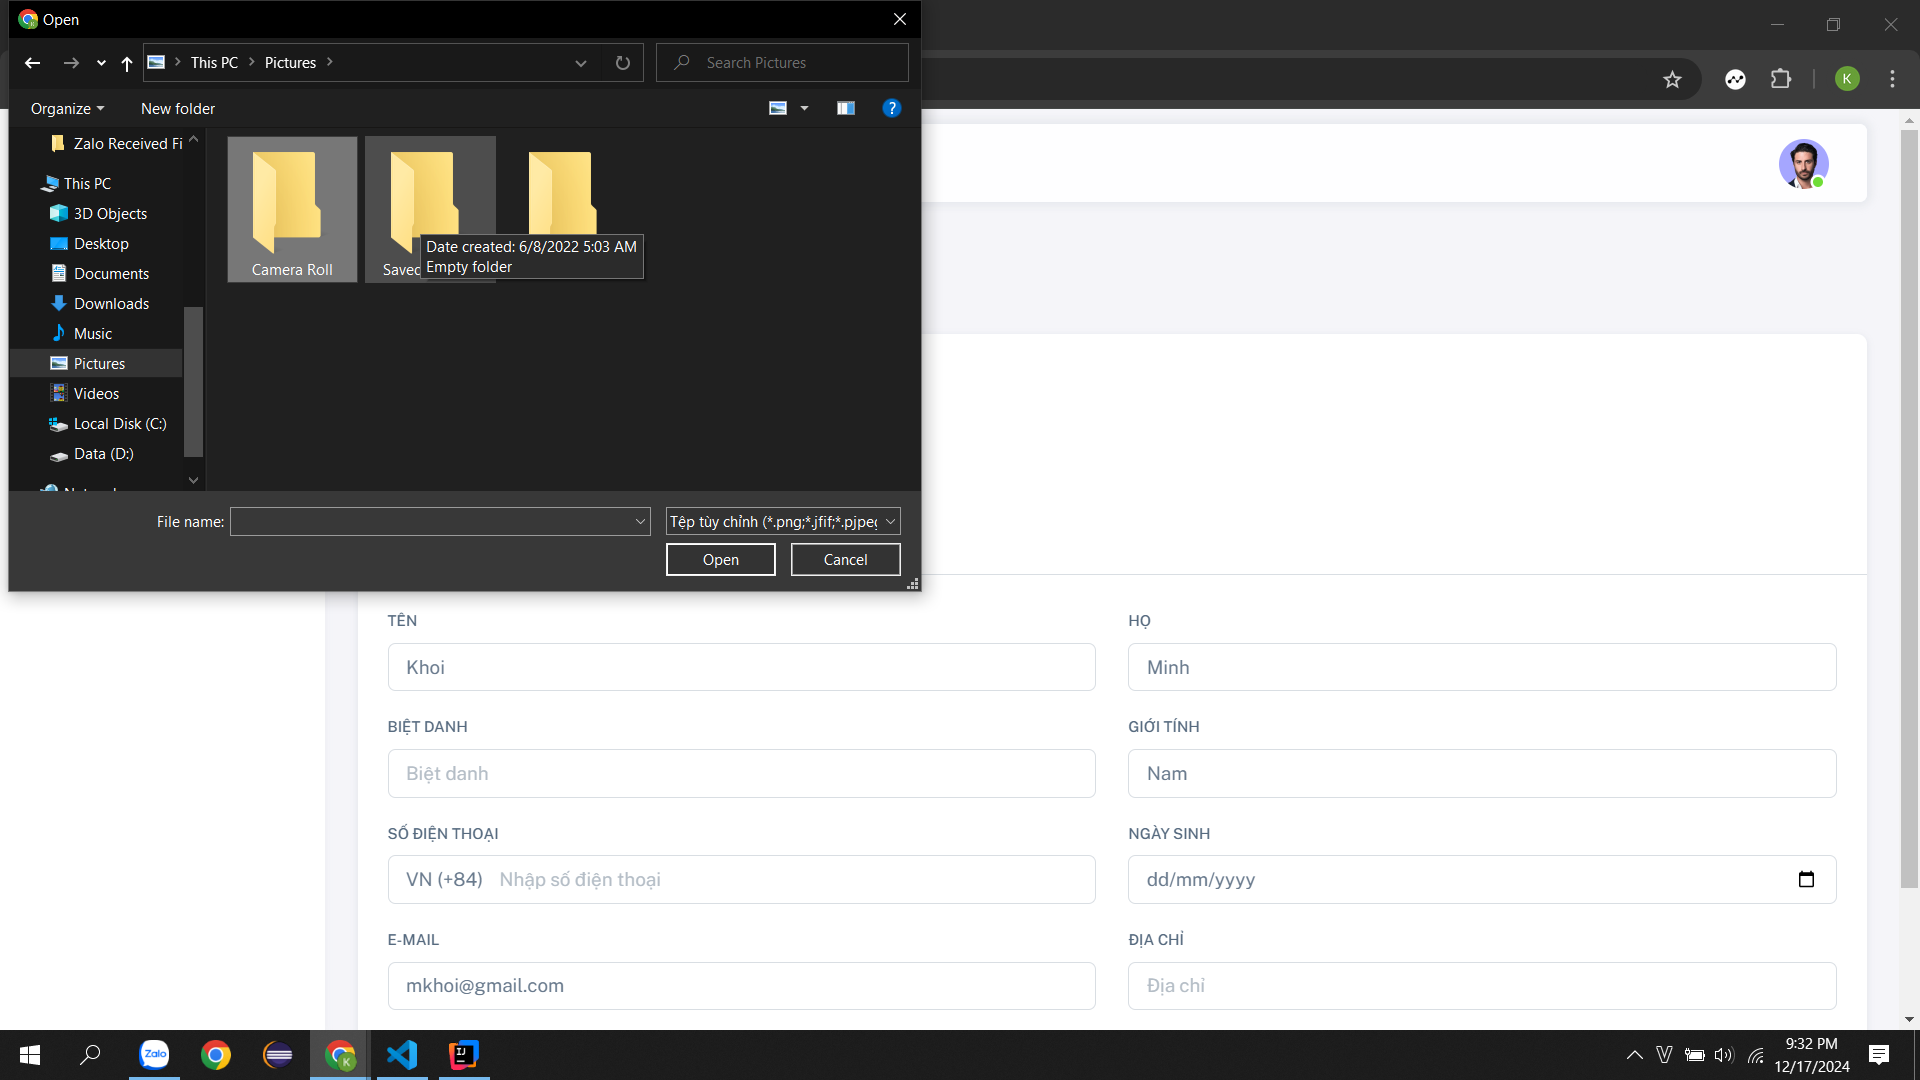 Open
This PC
Pictures
Search Pictures
Organize
New folder
?
K
Zalo Received Fi
This PC
3D Objects
Desktop
Documents
Downloads
Music
Pictures
Videos
Local Disk (C:)
Data (D:)
Camera Roll
Date created: 6/8/2022 5:03 AM
Empty folder
File name:
Tệp tùy chỉnh (*.png;*.jfif;*.pjpeg
Open
Cancel
TÊN
HỌ
Khoi
Minh
BIỆT DANH
GIỚI TÍNH
Biệt danh
Nam
SỐ ĐIỆN THOẠI
NGÀY SINH
VN (+84) Nhập số điện thoại
dd/mm/yyyy
E-MAIL
ĐỊA CHỈ
mkhoi@gmail.com
Địa chỉ
Zalo
K
IJ
V
9:32 PM
12/17/2024